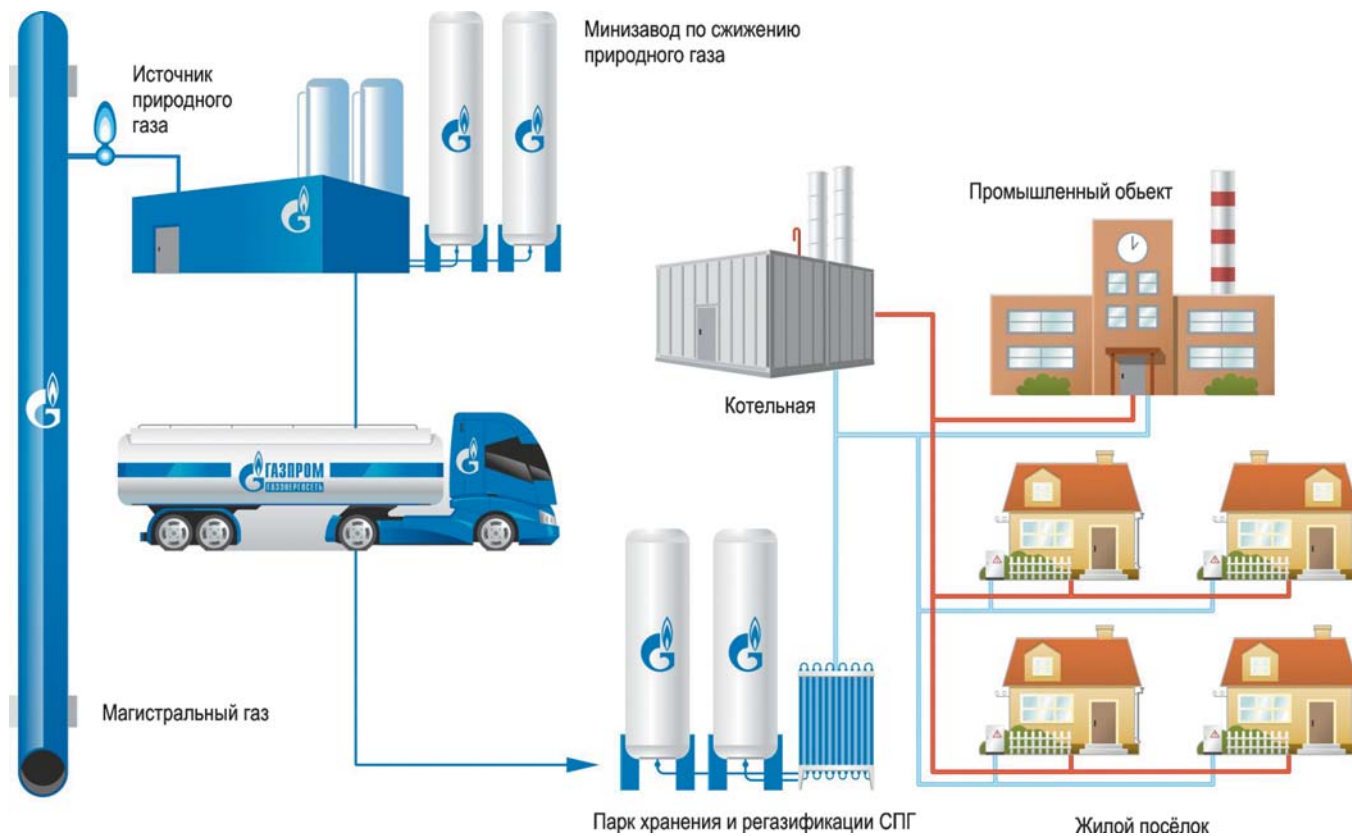 Минизавод по сжижению
природного газа
Источник
природного
газа
Промышленный обьект
Котельная
ГАЗПРОМ
ГАЗЭНЕРГОСЕТЬ
Магистральный газ
Парк хранения и регазификации СПГ
Жилой посёлок